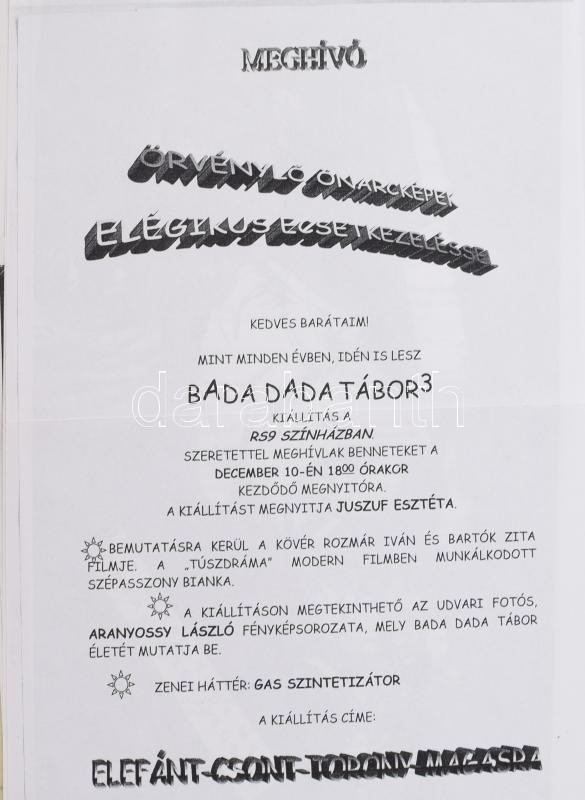 MEGHÍVÓ
ÖRVÉNYLŐ ÖNARCKÉPEK
ELÉGIKUS ECSETKEZELÉSSEL
KEDVES BARÁTAIM!
MINT MINDEN ÉVBEN, IDÉN IS LESZ
BADA DADA TÁBOR3
KIÁLLÍTÁS A
RS9 SZÍNHÁZBAN.
SZERETETTEL MEGHÍVLAK BENNETEKET A
DECEMBER 10-ÉN 1800 ÓRAKOR
KEZDŐDŐ MEGNYITÓRA.
A KIÁLLÍTÁST MEGNYITJA JUSZUF ESZTÉTA.
BEMUTATÁSRA KERÜL A KÖVÉR ROZMÁR IVÁN ÉS BARTÓK ZITA
FILMJE. A „TÚSZDRÁMA" MODERN FILMBEN MUNKÁLKODOTT
SZÉPASSZONY BIANKA.
A KIÁLLÍTÁSON MEGTEKINTHETŐ AZ UDVARI FOTÓS,
ARANYOSSY LÁSZLÓ FÉNYKÉPSOROZATA, MELY BADA DADA TÁBOR
ÉLETÉT MUTATJA BE.
ZENEI HÁTTÉR: GAS SZINTETIZÁTOR
A KIÁLLÍTÁS CÍME:
ELEFÁNT-CSONT-TORONY-MAGASRA
darabanth